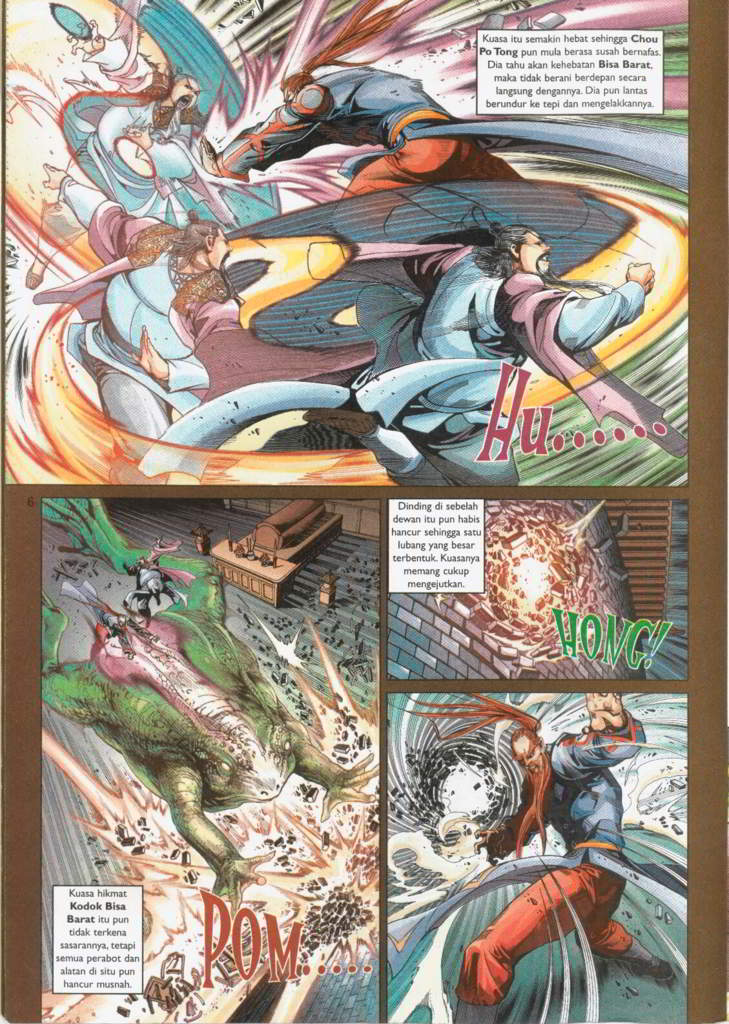 Kuasa itu semakin hebat sehingga Chou
Po Tong pun mula berasa susah bernafas.
Dia tahu akan kehebatan Bisa Barat,
maka tidak berani berdepan secara
langsung dengannya. Dia pun lantas
berundur ke tepi dan mengelakkannya.
HU......
6
Dinding di sebelah
dewan itu pun habis
hancur sehingga satu
lubang yang besar
terbentuk. Kuasanya
memang cukup
mengejutkan.
HONG!
Kuasa hikmat
Kodok Bisa
Barat itu pun
tidak terkena
sasarannya, tetapi
semua perabot dan
alatan di situ pun
hancur musnah.
POM.....